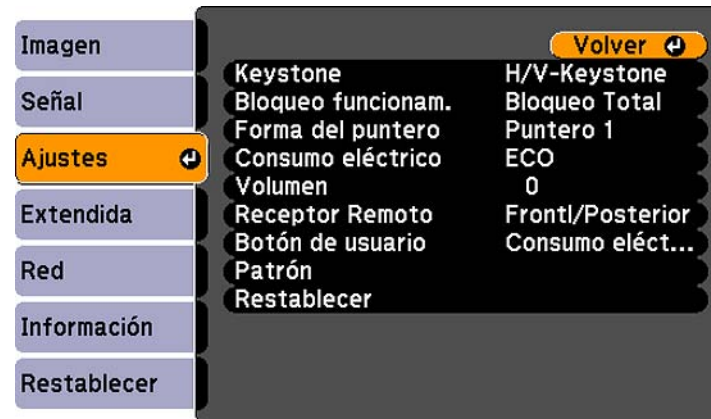 Imagen
Señal
Ajustes
Extendida
Red
Información
Restablecer
Volver
Keystone H/V-Keystone
Bloqueo funcionam. Bloqueo Total
Forma del puntero Puntero 1
Consumo eléctrico ECO
Volumen 0
Receptor Remoto Frontl/Posterior
Botón de usuario Consumo eléct...
Patrón
Restablecer